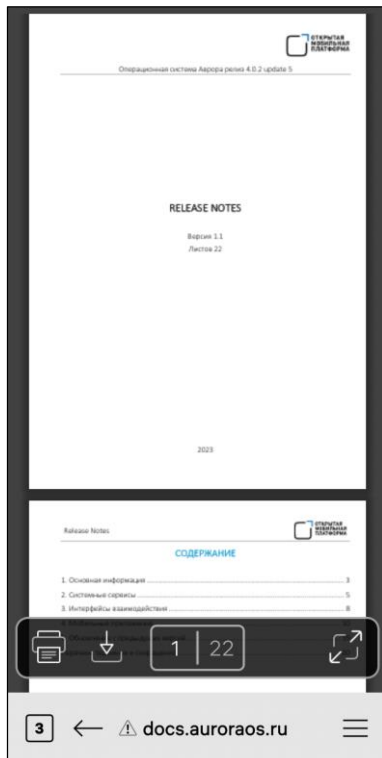 ОТКРЫТАЯ
МОБИЛЬНАЯ
ПЛАТФОРМА
Операционная система Аврора релиз 4.0.2 update 5
RELEASE NOTES
Версия 1.1
Листов 22
2023
Release Notes
ОТКРЫТАЯ
МОБИЛЬНАЯ
ПЛАТФОРМА
СОДЕРЖАНИЕ
1. Основная информация 3
2. Системные сервисы 5
3. Интерфейсы взаимодействия 8
1 22
3 docs.auroraos.ru